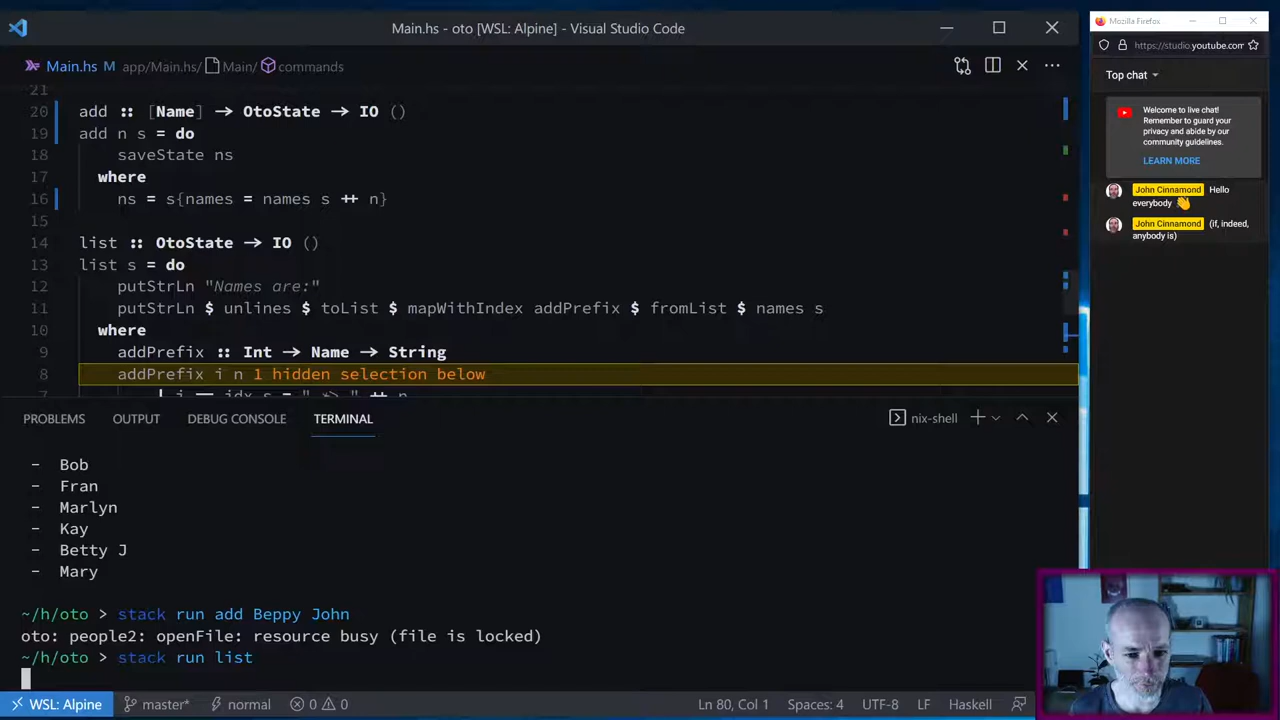 Main.hs - oto [WSL: Alpine] - Visual Studio Code
Main.hs M app/Main.hs/ Main/ commands
21
20 add :: [Name] → OtoState → IO ()
19 add n s = do
18 saveState ns
17 where
16 ns = s{names = names s ++ n}
15
14 list :: OtoState → IO ()
13 list s = do
12 putStrLn "Names are:"
11 putStrLn $ unlines $ toList $ mapWithIndex addPrefix $ fromList $ names s
10 where
9 addPrefix :: Int → Name → String
8 addPrefix i n 1 hidden selection below
PROBLEMS OUTPUT DEBUG CONSOLE TERMINAL nix-shell
- Bob
- Fran
- Marlyn
- Kay
- Betty J
- Mary
~/h/oto > stack run add Beppy John
oto: people2: openFile: resource busy (file is locked)
~/h/oto > stack run list
WSL: Alpine master* normal 0 0 Ln 80, Col 1 Spaces: 4 UTF-8 LF Haskell
Mozilla Firefox
https://studio.youtube.com
Top chat
Welcome to live chat!
Remember to guard your
privacy and abide by our
community guidelines.
LEARN MORE
John Cinnamond Hello
everybody 👋
John Cinnamond (if, indeed,
anybody is)